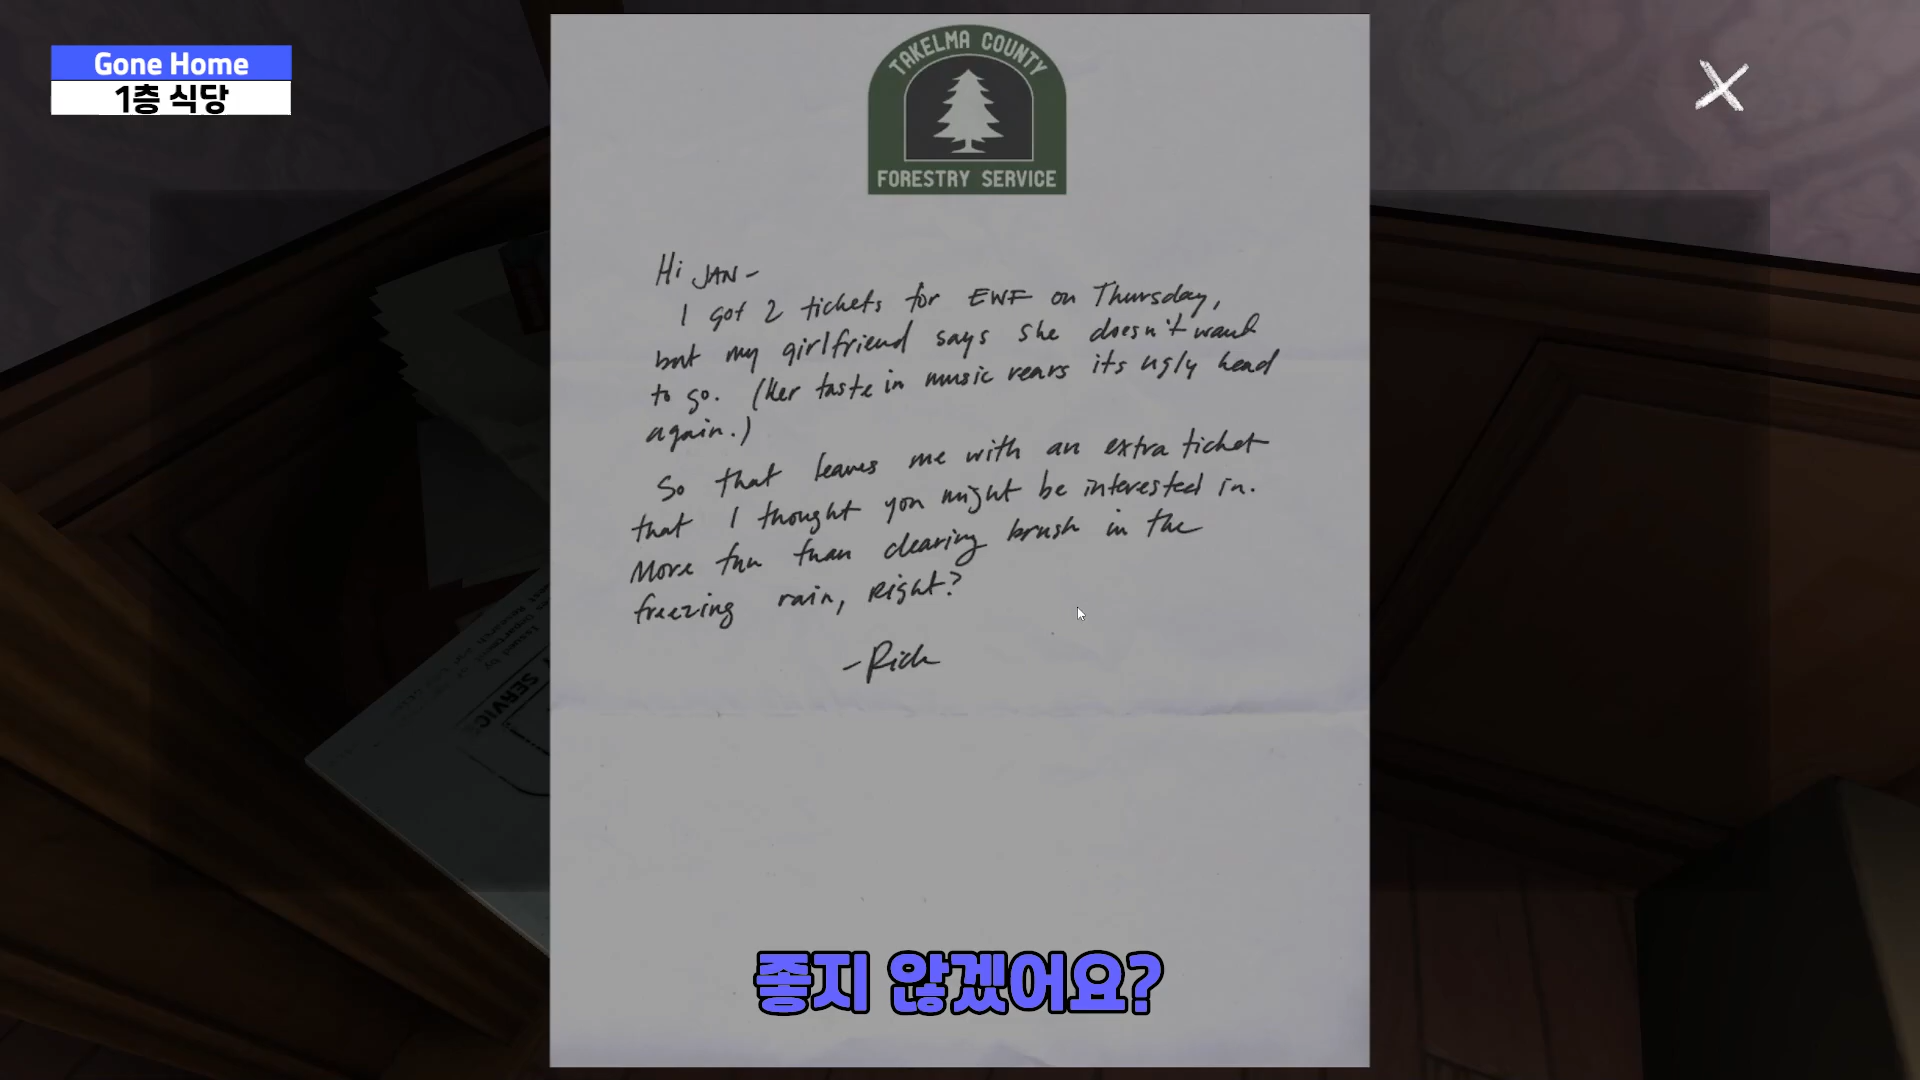 Gone Home
1층 식당
TAKELMA COUNTY
FORESTRY SERVICE
Hi JAN-
I got 2 tickets for EWF on Thursday,
but my girlfriend says she doesn't want
to go. (Her taste in music rears its ugly head
again.)
So that leaves me with an extra ticket
that I thought you might be interested in.
More fun than clearing brush in the
freezing rain, right?
-Rick
SERVIC
좋지 않겠어요?